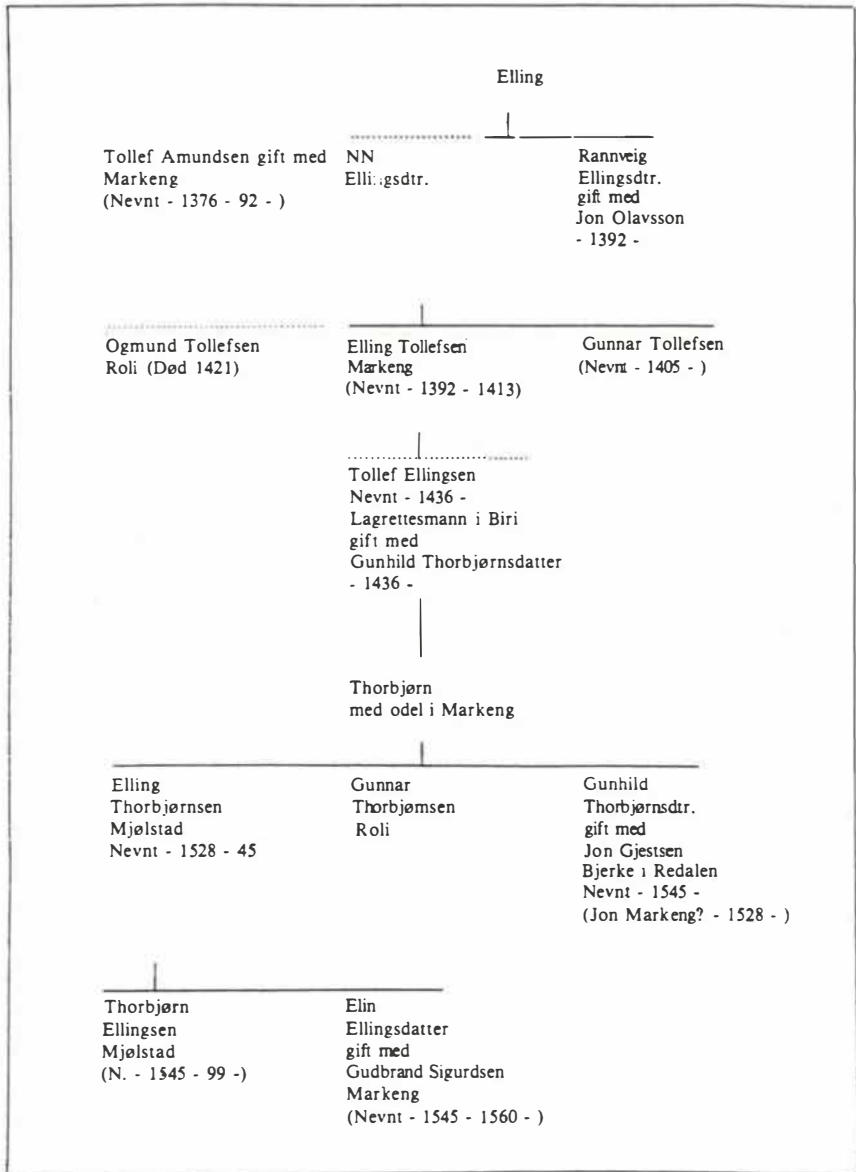 Elling
Tollef Amundsen gift med
Markeng
(Nevnt - 1376 - 92 - )
NN
Ellingsdtr.
Rannveig
Ellingsdtr.
gift med
Jon Olavsson
- 1392 -
Ogmund Tollefsen
Roli (Død 1421)
Elling Tollefsen
Markeng
(Nevnt - 1392 - 1413)
Gunnar Tollefsen
(Nevnt - 1405 - )
Tollef Ellingsen
Nevnt - 1436 -
Lagrettesmann i Biri
gift med
Gunhild Thorbjørnsdatter
- 1436 -
Thorbjørn
med odel i Markeng
Elling
Thorbjørnsen
Mjølstad
Nevnt - 1528 - 45
Gunnar
Thorbjørnsen
Roli
Gunhild
Thorbjørnsdtr.
gift med
Jon Gjestsen
Bjerke i Redalen
Nevnt - 1545 -
(Jon Markeng? - 1528 - )
Thorbjørn
Ellingsen
Mjølstad
(N. - 1545 - 99 -)
Elin
Ellingsdatter
gift med
Gudbrand Sigurdsen
Markeng
(Nevnt - 1545 - 1560 - )